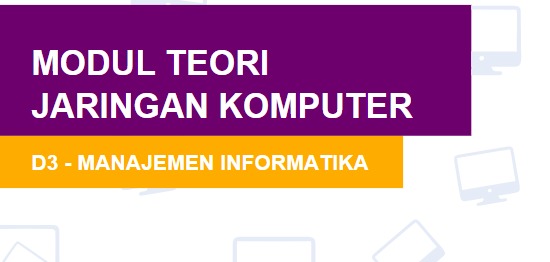 MODUL TEORI
JARINGAN KOMPUTER
D3 - MANAJEMEN INFORMATIKA